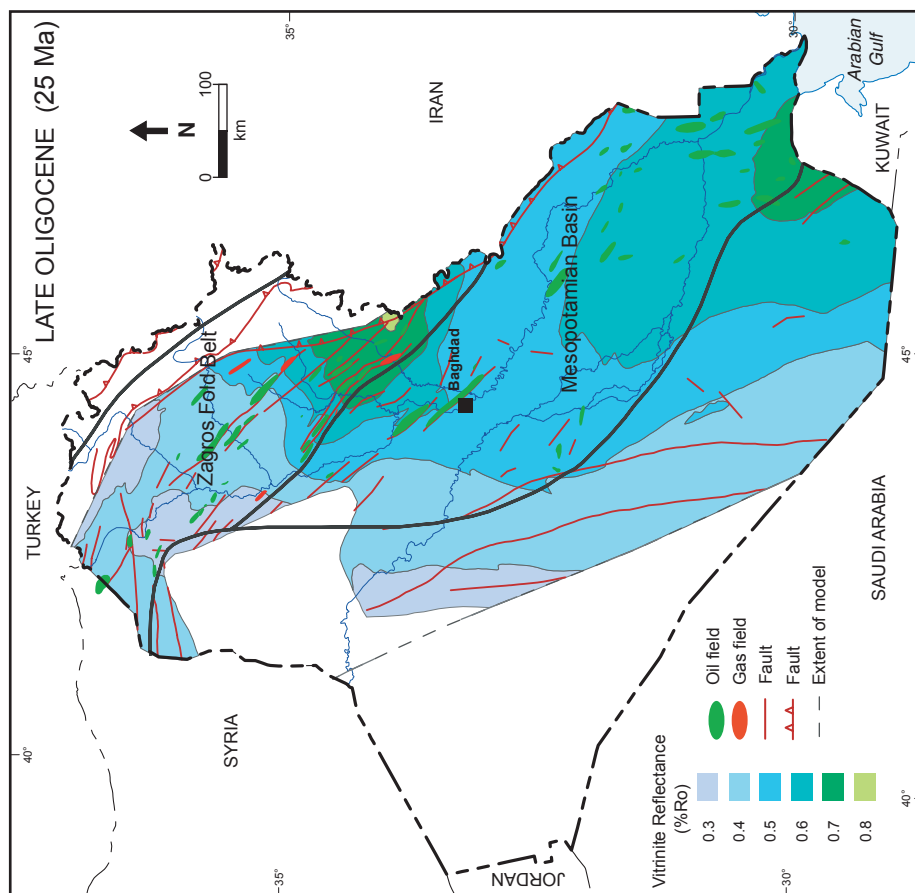 LATE OLIGOCENE (25 Ma)
N
0
100
km
TURKEY
IRAN
SYRIA
JORDAN
SAUDI ARABIA
KUWAIT
Arabian
Gulf
Zagros Fold Belt
Mesopotamian Basin
Baghdad
45°
45°
40°
40°
35°
35°
30°
30°
Vitrinite Reflectance
(%Ro)
0.3
0.4
0.5
0.6
0.7
0.8
Oil field
Gas field
Fault
Fault
Extent of model